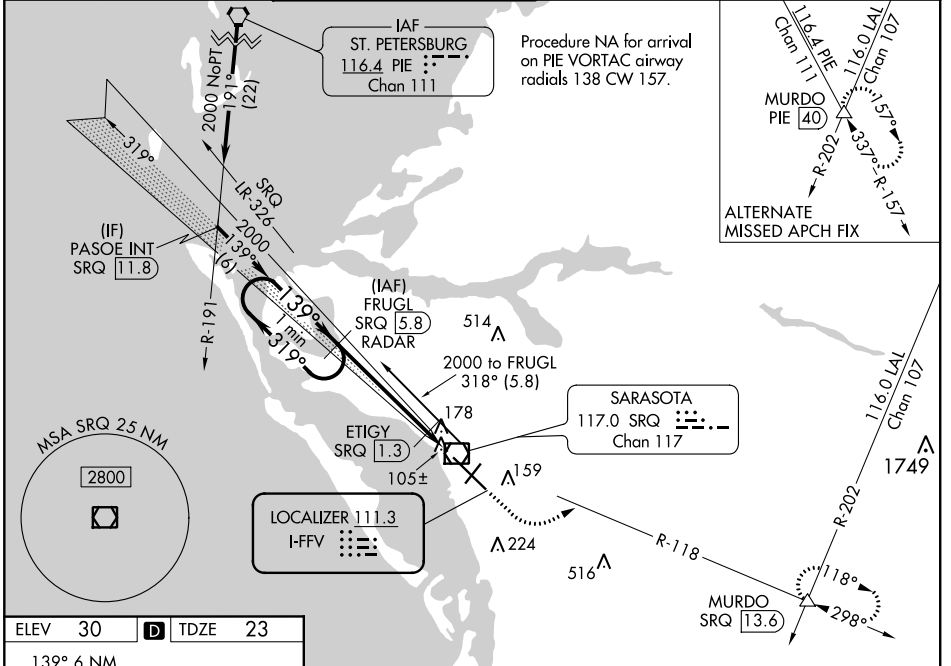 IAF
ST. PETERSBURG
116.4 PIE
Chan 111
Procedure NA for arrival
on PIE VORTAC airway
radials 138 CW 157.
2000 NoPT
191°
(22)
116.4 PIE
Chan 111
116.0 LAL
Chan 107
MURDO
PIE 40
157°
337°
R-202
R-157
ALTERNATE
MISSED APCH FIX
319°
SRQ
LR-326
2000
139°
(6)
(IF)
PASOE INT
SRQ 11.8
R-191
139°
1 min
319°
(IAF)
FRUGL
SRQ 5.8
RADAR
514
2000 to FRUGL
318° (5.8)
178
ETIGY
SRQ 1.3
105±
SARASOTA
117.0 SRQ
Chan 117
159
116.0 LAL
Chan 107
1749
R-202
MSA SRQ 25 NM
2800
LOCALIZER 111.3
I-FFV
224
516
R-118
MURDO
SRQ 13.6
118°
298°
ELEV 30 D TDZE 23
139° 6 NM